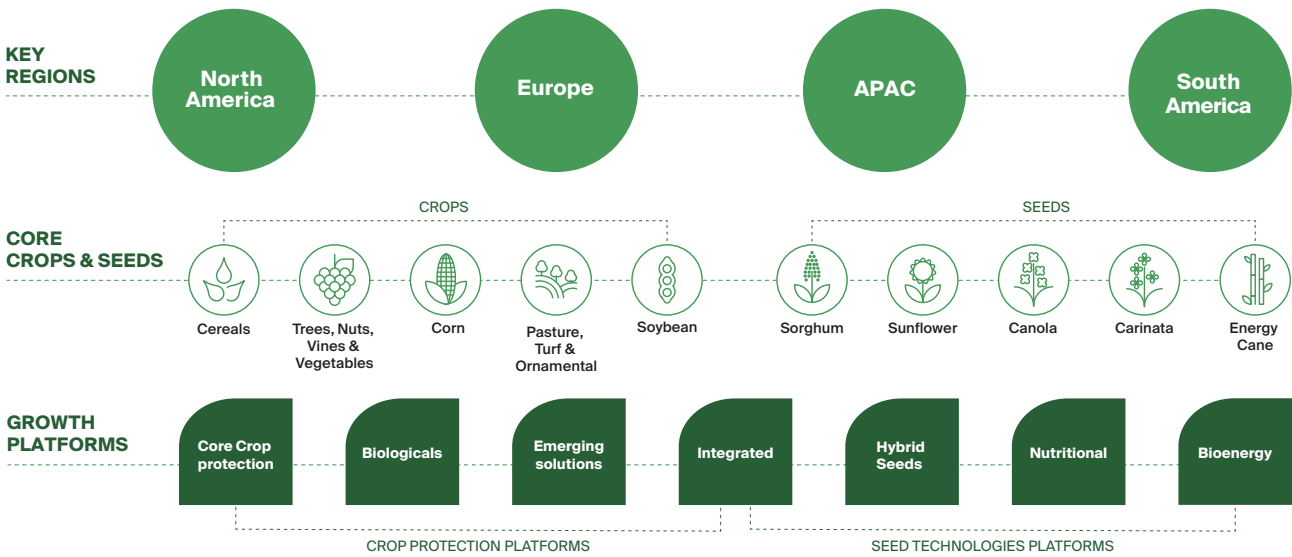 KEY
REGIONS
North
America
Europe
APAC
South
America
CROPS
SEEDS
CORE
CROPS & SEEDS
Cereals
Trees, Nuts,
Vines &
Vegetables
Corn
Pasture,
Turf &
Ornamental
Soybean
Sorghum
Sunflower
Canola
Carinata
Energy
Cane
GROWTH
PLATFORMS
Core Crop
protection
Biologicals
Emerging
solutions
Integrated
Hybrid
Seeds
Nutritional
Bioenergy
CROP PROTECTION PLATFORMS
SEED TECHNOLOGIES PLATFORMS